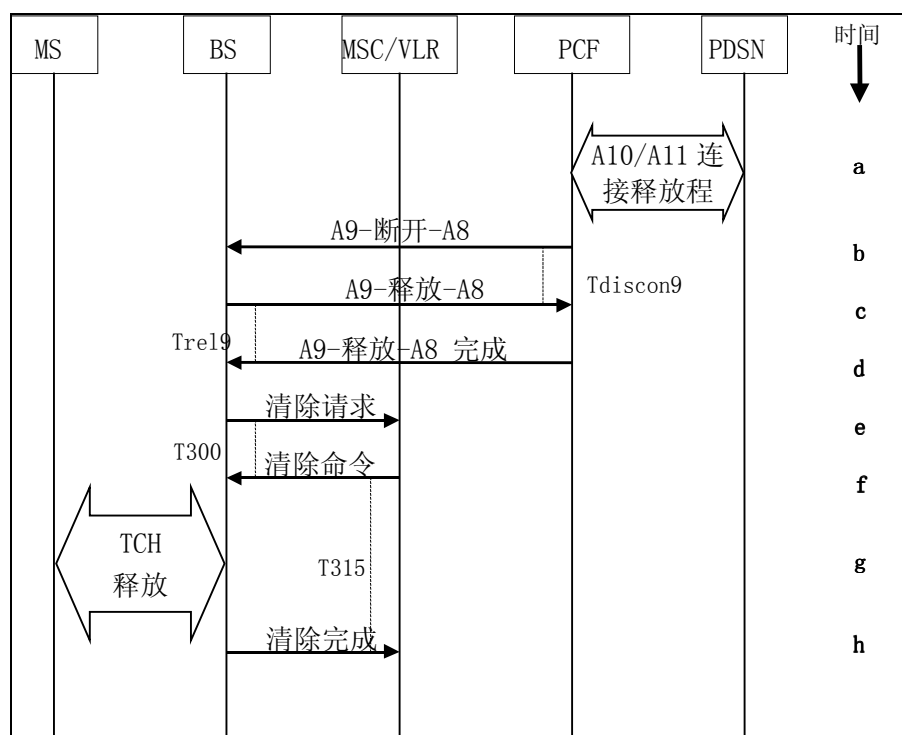 MS BS MSC/VLR PCF PDSN 时间
A10/A11 连
接释放程
a
A9-断开-A8
b
A9-释放-A8
Tdiscon9
c
Trel9
A9-释放-A8 完成
d
清除请求
e
T300
清除命令
f
TCH
释放
T315
g
清除完成
h